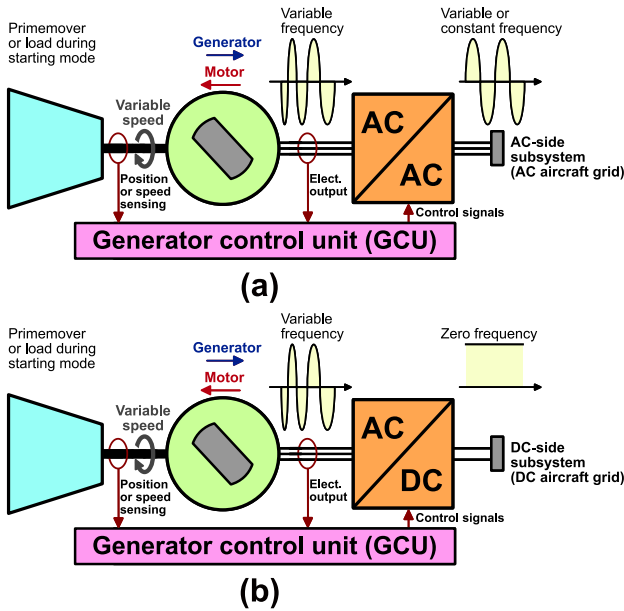 Primemover
or load during
starting mode
Variable
frequency
Variable or
constant frequency
Generator
Motor
Variable
speed
AC
AC
AC-side
subsystem
(AC aircraft grid)
Position
or speed
sensing
Elect.
output
Control signals
Generator control unit (GCU)
(a)
Primemover
or load during
starting mode
Variable
frequency
Zero frequency
Generator
Motor
Variable
speed
AC
DC
DC-side
subsystem
(DC aircraft grid)
Position
or speed
sensing
Elect.
output
Control signals
Generator control unit (GCU)
(b)